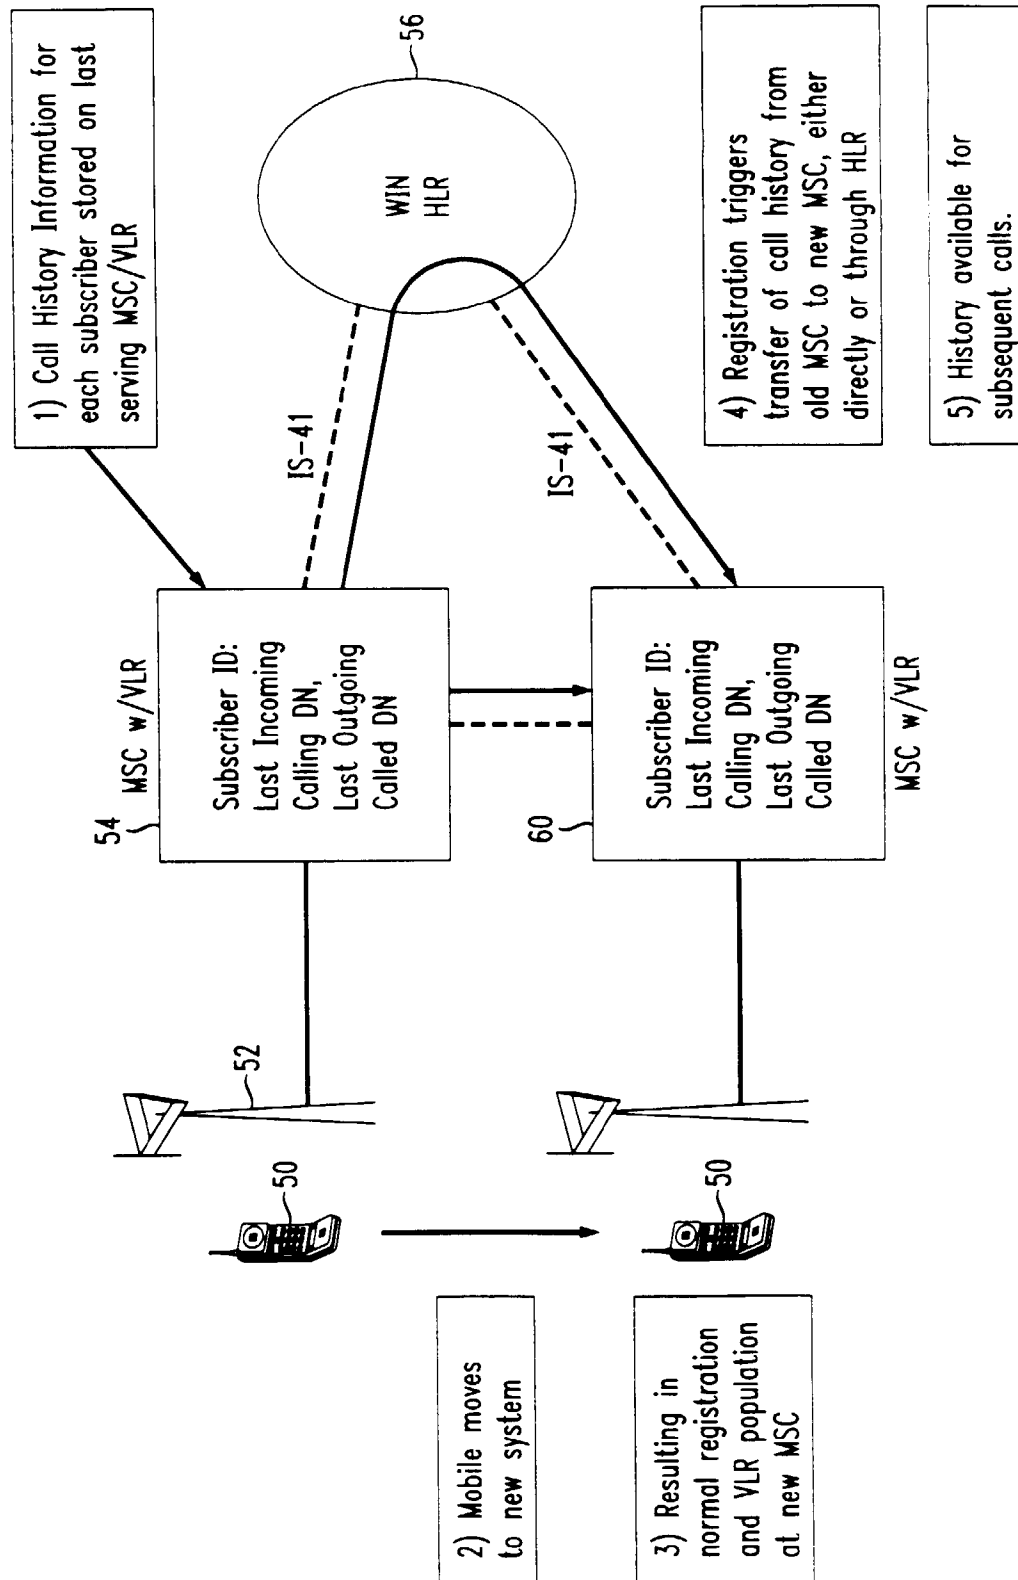 1) Call History Information for
each subscriber stored on last
serving MSC/VLR
56
WIN
HLR
IS-41
IS-41
4) Registration triggers
transfer of call history from
old MSC to new MSC, either
directly or through HLR
5) History available for
subsequent calls.
MSC w/VLR
54
Subscriber ID:
Last Incoming
Calling DN,
Last Outgoing
Called DN
60
Subscriber ID:
Last Incoming
Calling DN,
Last Outgoing
Called DN
MSC w/VLR
52
50
50
2) Mobile moves
to new system
3) Resulting in
normal registration
and VLR population
at new MSC